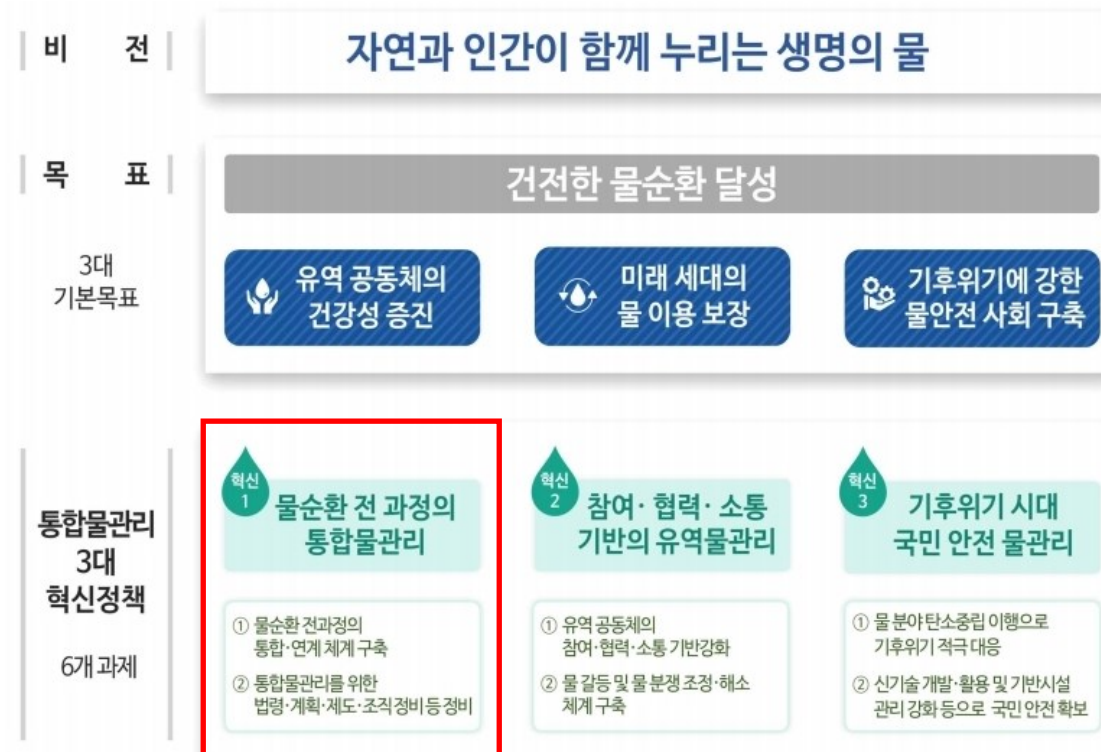 비 전
자연과 인간이 함께 누리는 생명의 물
목 표
건전한 물순환 달성
3대
기본목표
유역 공동체의
건강성 증진
미래 세대의
물 이용 보장
기후위기에 강한
물안전 사회 구축
통합물관리
3대
혁신정책
6개 과제
혁신
1
물순환 전 과정의
통합물관리
① 물순환 전과정의
통합·연계 체계 구축
② 통합물관리를 위한
법령·계획·제도·조직 정비 등 정비
혁신
2
참여· 협력· 소통
기반의 유역물관리
① 유역 공동체의
참여·협력·소통 기반강화
② 물 갈등 및 물 분쟁 조정·해소
체계 구축
혁신
3
기후위기 시대
국민 안전 물관리
① 물 분야 탄소중립 이행으로
기후위기 적극 대응
② 신기술 개발·활용 및 기반시설
관리 강화 등으로 국민 안전 확보